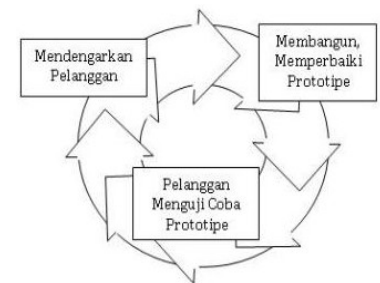 Mendengarkan
Pelanggan
Membangun,
Memperbaiki
Prototipe
Pelanggan
Menguji Coba
Prototipe